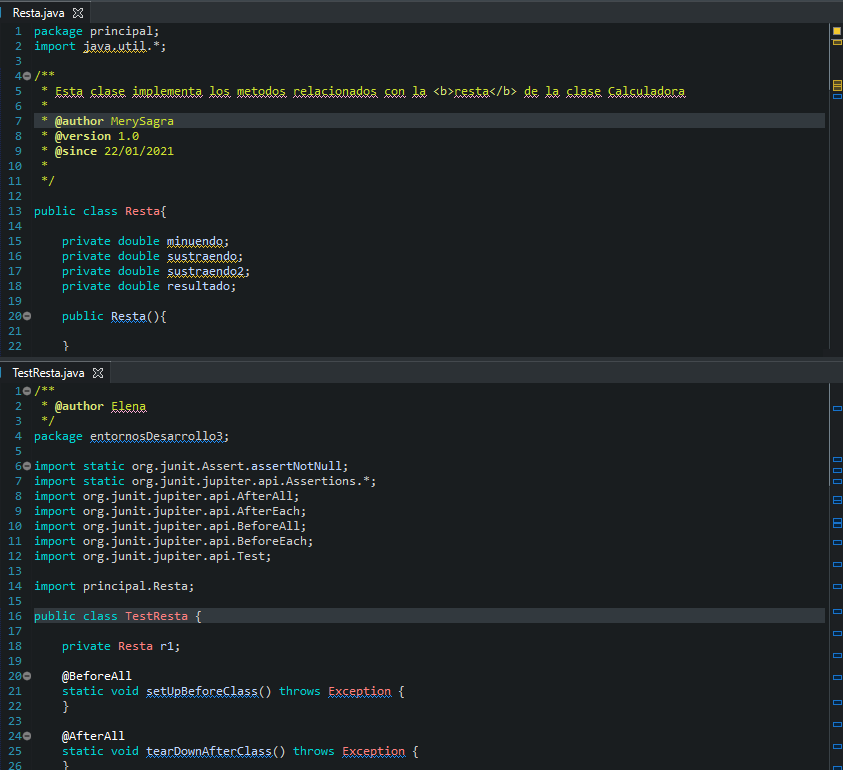 Resta.java
1 package principal;
2 import java.util.*;
3
4 /**
5 * Esta clase implementa los metodos relacionados con la <b>resta</b> de la clase Calculadora
6 *
7 * @author MerySagra
8 * @version 1.0
9 * @since 22/01/2021
10 *
11 */
12
13 public class Resta{
14
15 private double minuendo;
16 private double sustraendo;
17 private double sustraendo2;
18 private double resultado;
19
20 public Resta(){
21
22 }
TestResta.java
1 /**
2 * @author Elena
3 */
4 package entornosDesarrollo3;
5
6 import static org.junit.Assert.assertNotNull;
7 import static org.junit.jupiter.api.Assertions.*;
8 import org.junit.jupiter.api.AfterAll;
9 import org.junit.jupiter.api.AfterEach;
10 import org.junit.jupiter.api.BeforeAll;
11 import org.junit.jupiter.api.BeforeEach;
12 import org.junit.jupiter.api.Test;
13
14 import principal.Resta;
15
16 public class TestResta {
17
18 private Resta r1;
19
20 @BeforeAll
21 static void setUpBeforeClass() throws Exception {
22 }
23
24 @AfterAll
25 static void tearDownAfterClass() throws Exception {
26 }